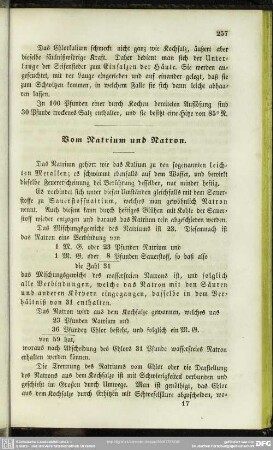 257
Das Chlorkalium schmeckt nicht ganz wie Kochsalz, äußert aber
dieselbe fäulnißwidrige Kraft. Daher bedient man sich der Unter-
lauge der Seifensieder zum Einsalzen der Häute. Sie werden an-
gefeuchtet, mit der Lauge eingerieben und auf einander gelegt, daß sie
zum Schwitzen kommen, in welchem Falle sie sich dann leicht abhaa-
ren lassen.
In 100 Pfunden einer durch Kochen bereiteten Auflösung sind
50 Pfunde trockenes Salz enthalten, und sie besitzt eine Hitze von 85° R.
Vom Natrium und Natron.
Das Natrium gehört wie das Kalium zu den sogenannten leich-
ten Metallen; es schwimmt ebenfalls auf dem Wasser, und bewirkt
dieselbe Feuererscheinung bei Berührung desselben, nur minder heftig.
Es verbindet sich unter diesen Umständen gleichfalls mit dem Sauer-
stoffe zu Sauerstoffnatrium, welches gewöhnlich Natron
wird. Auch diesem kann durch heftiges Glühen mit Kohle der Sauer-
stoff wieder entzogen und daraus das Natrium rein abgeschieden werden.
Das Mischungsgewicht des Natriums ist 23. Diesemnach ist
das Natron eine Verbindung von
1 M. G. oder 23 Pfunden Natrium und
1 M. G. oder 8 Pfunden Sauerstoff, so daß also
die Zahl 31
das Mischungsgewicht des wasserfreien Natrons ist, und folglich
alle Verbindungen, welche das Natron mit den Säuren
und anderen Körpern eingegangen, dasselbe in dem Ver-
hältniß von 31 enthalten.
Das Natron wird aus dem Kochsalze gewonnen, welches aus
23 Pfunden Natrium und
36 Pfunden Chlor besteht, und folglich ein M. G.
von 59 hat,
woraus nach Abscheidung des Chlors 31 Pfunde wasserfreies Natron
erhalten werden können.
Die Trennung des Natriums vom Chlor oder die Darstellung
des Natrons aus dem Kochsalze ist mit Schwierigkeiten verbunden und
geschieht im Großen durch Umwege. Man ist genöthigt, das Chlor
aus dem Kochsalze durch Erhitzen mit Schwefelsäure abzuscheiden, wo-
17